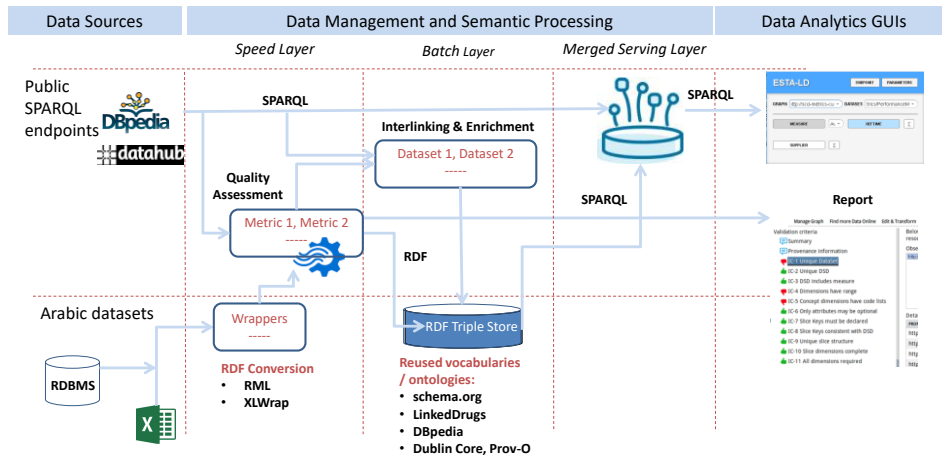 Data Sources
Data Management and Semantic Processing
Data Analytics GUIs
Speed Layer
Batch Layer
Merged Serving Layer
Public
SPARQL
endpoints
DBpedia
#datahub
SPARQL
SPARQL
ESTA-LD
ENDPOINT
PARAMETERS
GRAPH
DATASETS
MEASURE
REFTIME
SUPPLIER
Interlinking & Enrichment
Dataset 1, Dataset 2
-----
Quality
Assessment
Metric 1, Metric 2
-----
SPARQL
RDF
Report
Manage Graph Find more Data Online Edit & Transform
Validation criteria
Summary
Provenance Information
IC-1 Unique Dataset
IC-2 Unique DSD
IC-3 DSD includes measure
IC-4 Dimensions have range
IC-5 Concept dimensions have code lists
IC-6 Only attributes may be optional
IC-7 Slice Keys must be declared
IC-8 Slice Keys consistent with DSD
IC-9 Unique slice structure
IC-10 Slice dimensions complete
IC-11 All dimensions required
Arabic datasets
Wrappers
-----
RDF Triple Store
RDBMS
X
RDF Conversion
• RML
• XLWrap
Reused vocabularies
/ ontologies:
• schema.org
• LinkedDrugs
• DBpedia
• Dublin Core, Prov-O